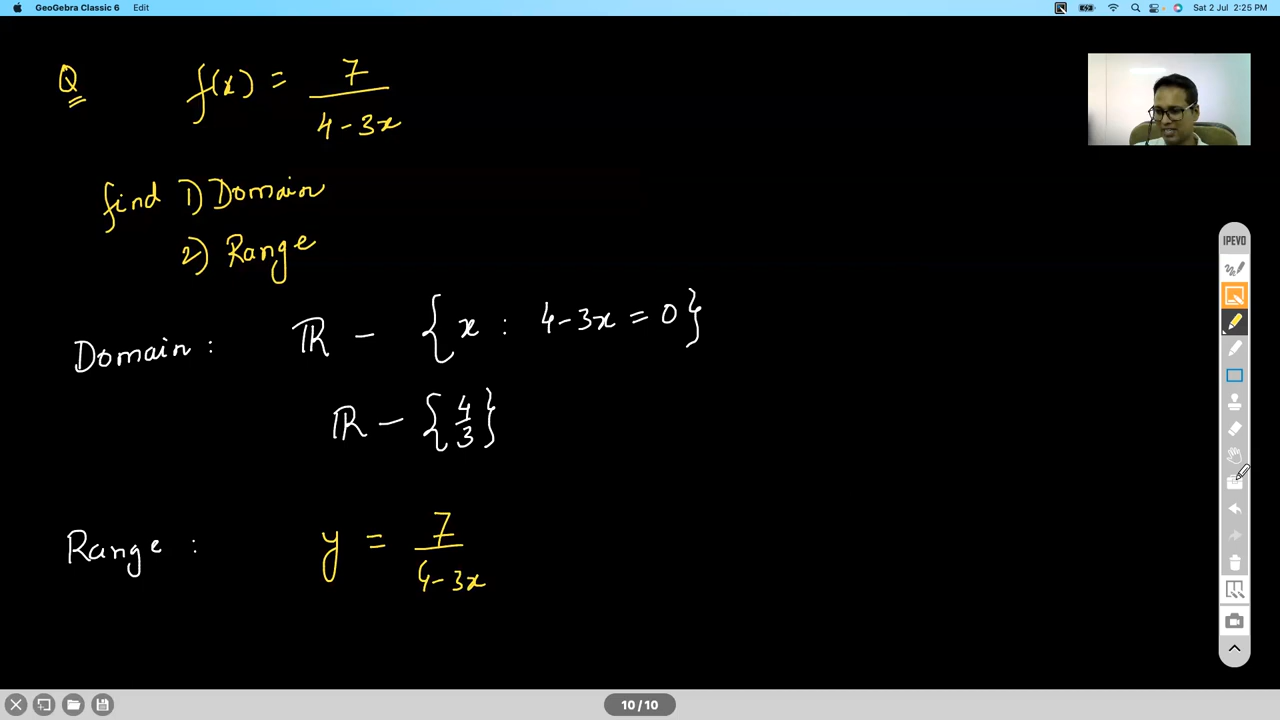 GeoGebra Classic 6 Edit Sat 2 Jul 2:25 PM
Q f(x) = 7 / (4-3x)
find 1) Domain
2) Range
Domain : ℝ - {x : 4-3x = 0}
ℝ - {4/3}
Range : y = 7 / (4-3x)
IPEVO
10/10